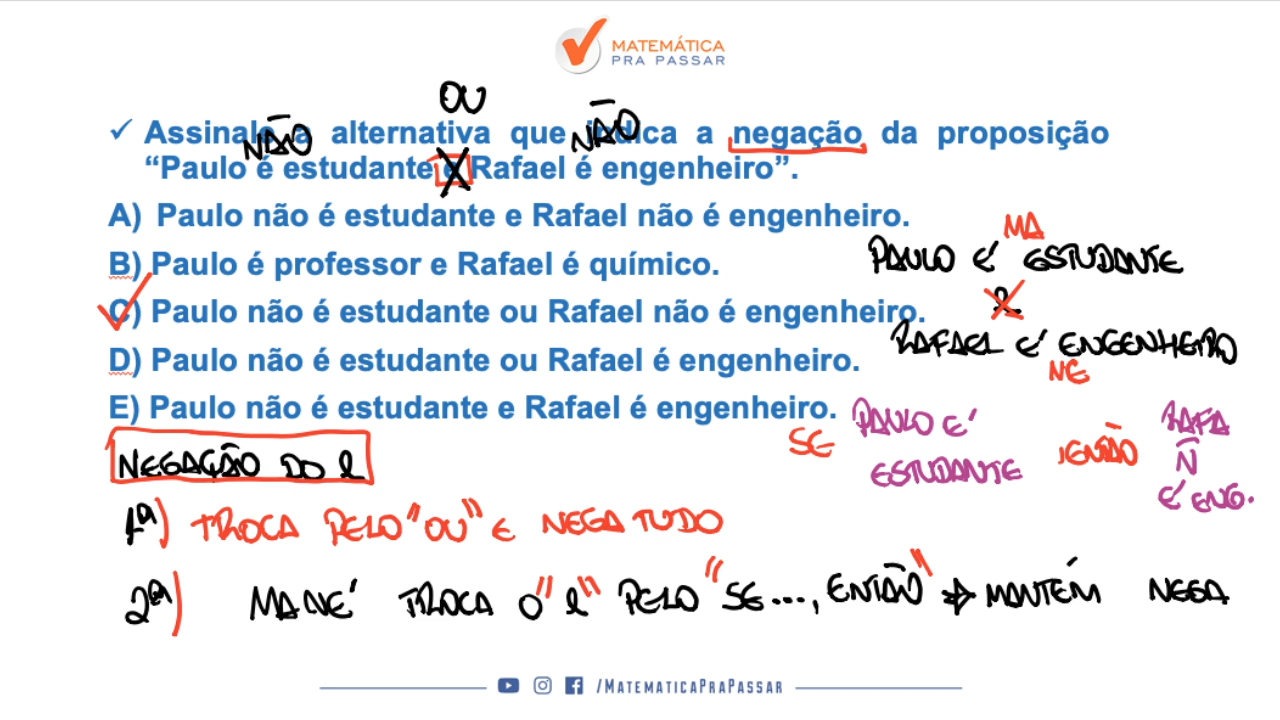 MATEMÁTICA
PRA PASSAR
OU
NÃO NÃO
✓ Assinale a alternativa que indica a negação da proposição
“Paulo é estudante e Rafael é engenheiro”.
A) Paulo não é estudante e Rafael não é engenheiro.
B) Paulo é professor e Rafael é químico.
C) Paulo não é estudante ou Rafael não é engenheiro.
D) Paulo não é estudante ou Rafael é engenheiro.
E) Paulo não é estudante e Rafael é engenheiro.
MA
PAULO É ESTUDANTE
e
RAFAEL É ENGENHEIRO
NE
SE PAULO É ESTUDANTE ,ENTÃO RAFA Ñ É ENG.
NEGAÇÃO DO e
1ª) TROCA PELO "OU" E NEGA TUDO
2ª) MANÉ TROCA O "e" PELO "SE..., ENTÃO" → MANTÉM NEGA
/MATEMATICAPRAPASSAR